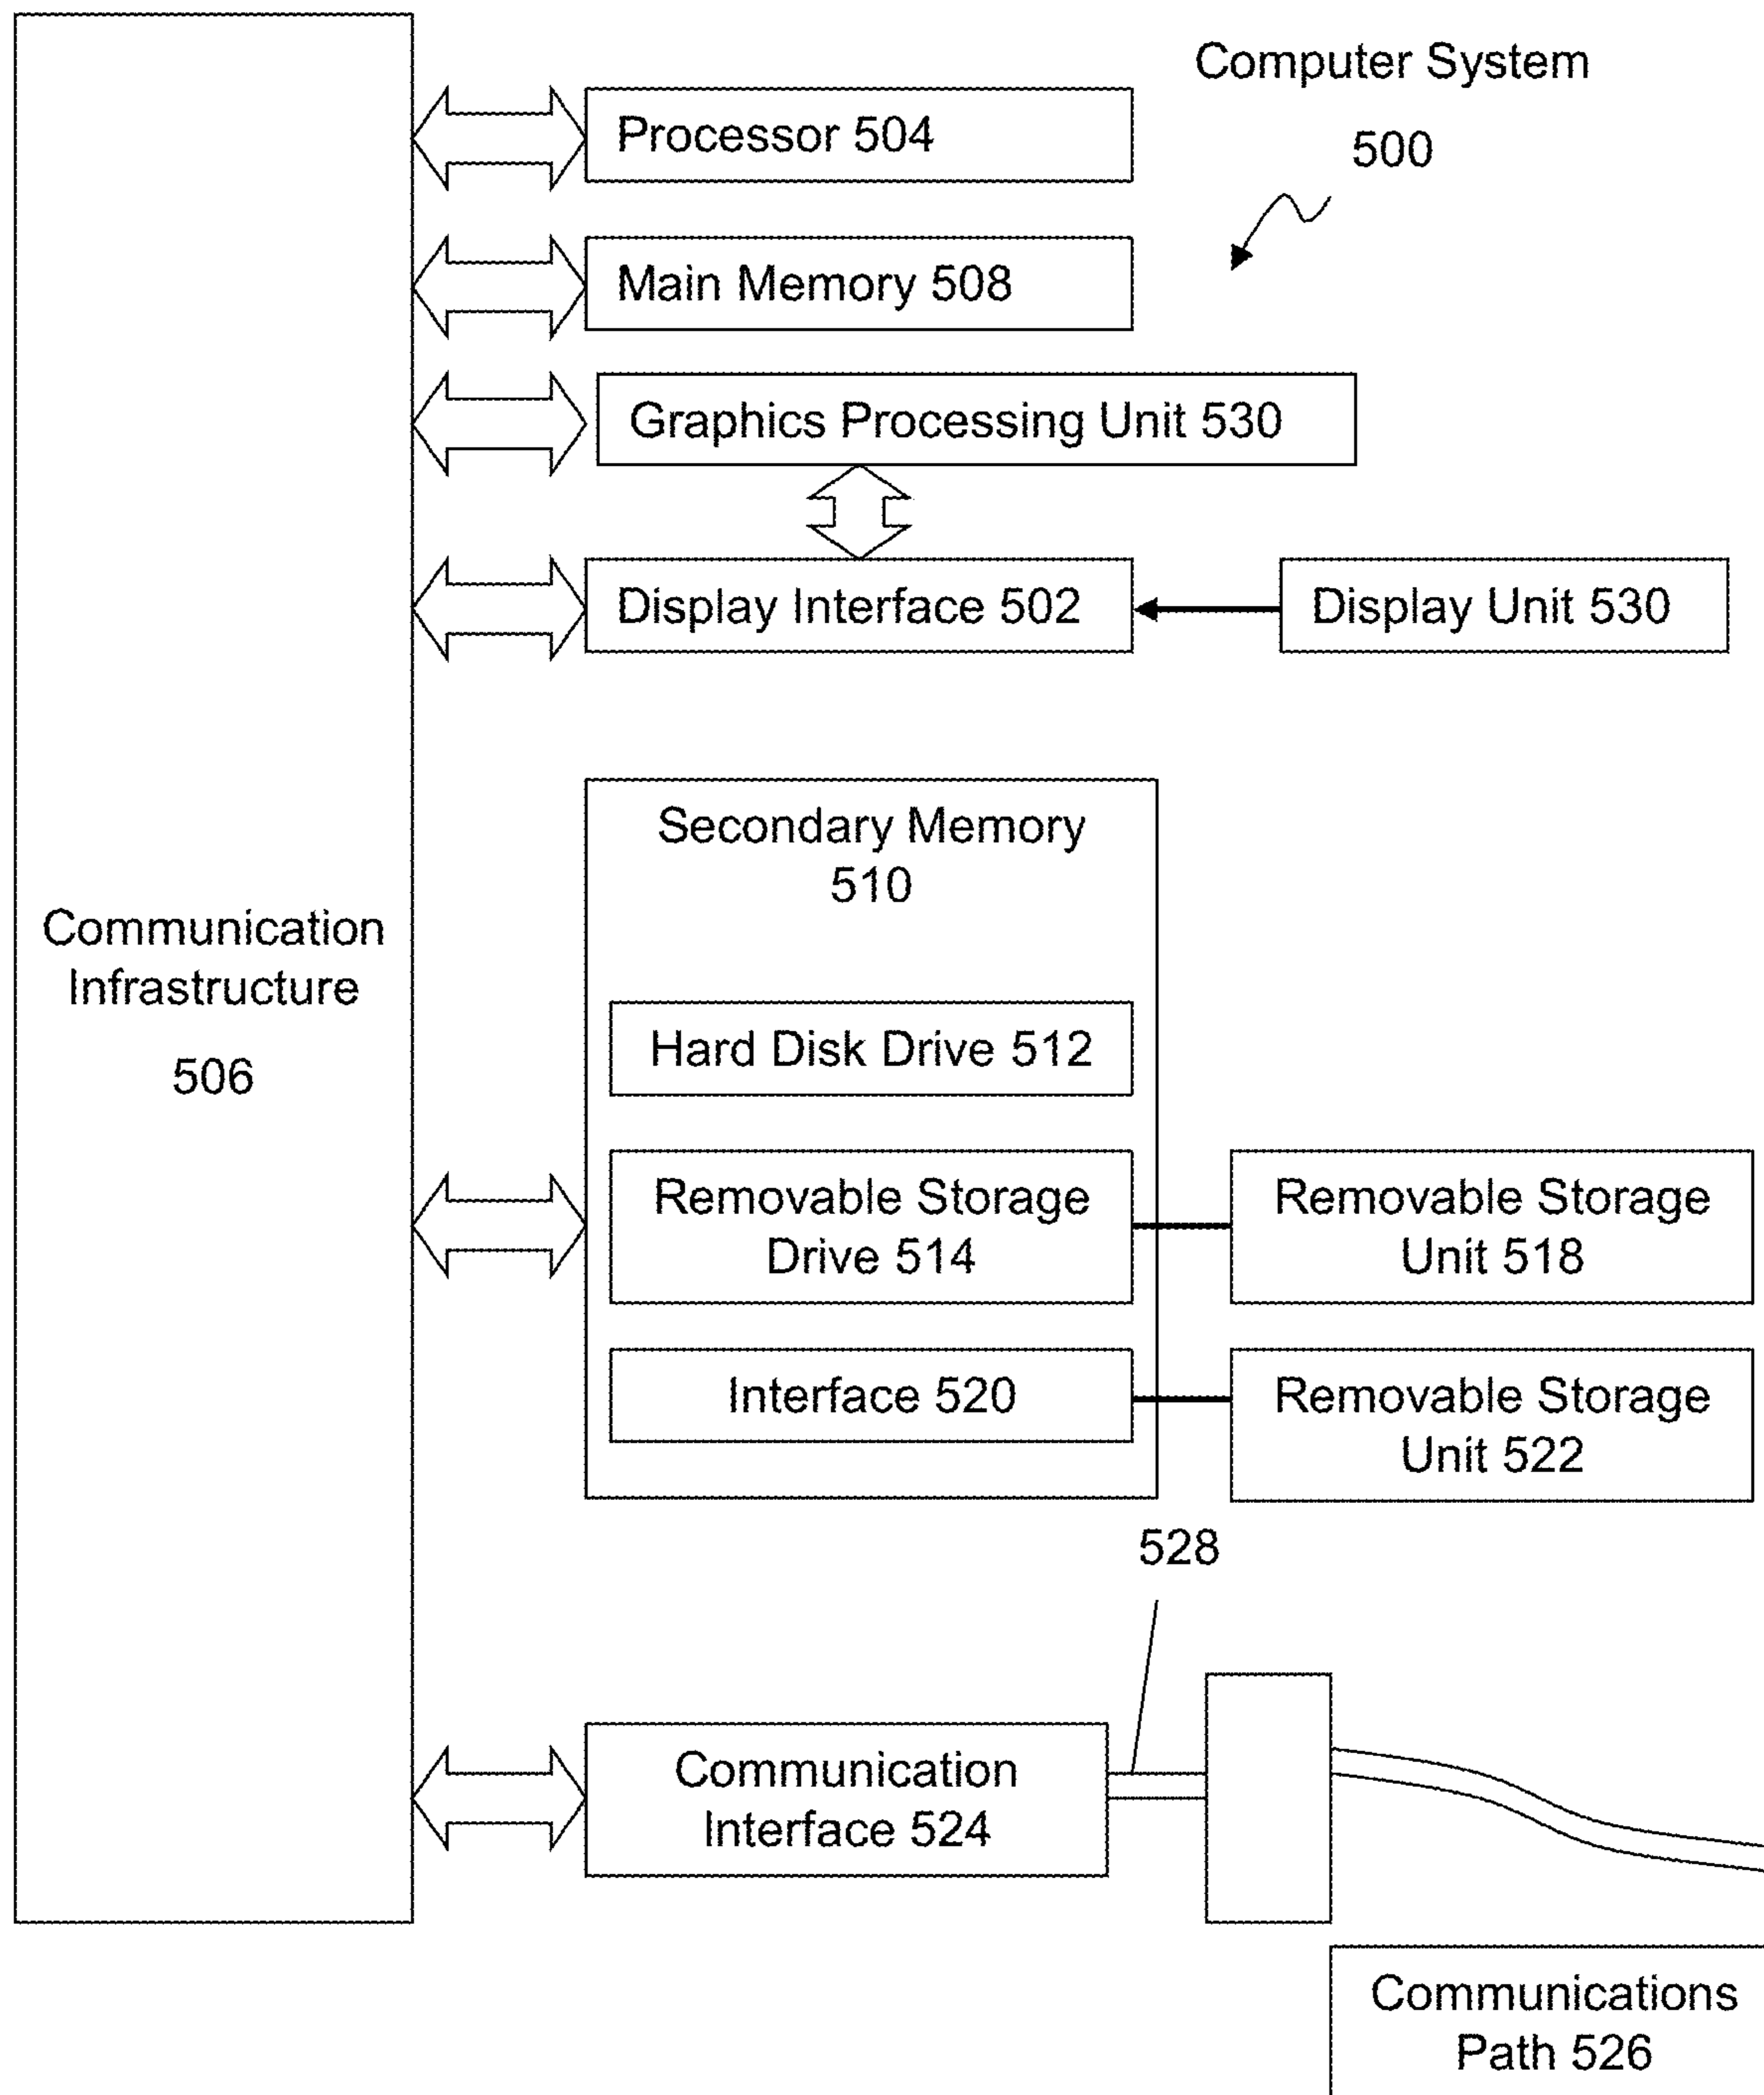 Computer System
500
Processor 504
Main Memory 508
Graphics Processing Unit 530
Display Interface 502
Display Unit 530
Communication
Infrastructure
506
Secondary Memory
510
Hard Disk Drive 512
Removable Storage
Drive 514
Removable Storage
Unit 518
Interface 520
Removable Storage
Unit 522
528
Communication
Interface 524
Communications
Path 526